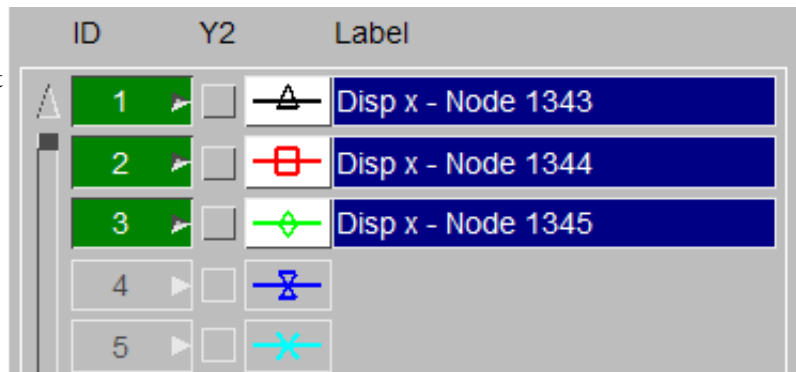 ID Y2 Label
1 Disp x - Node 1343
2 Disp x - Node 1344
3 Disp x - Node 1345
4
5